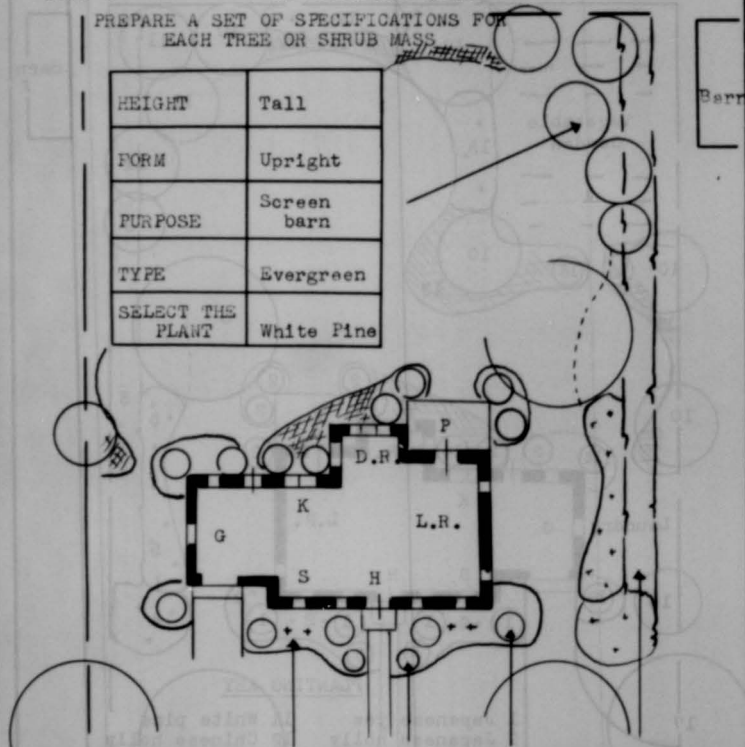 PREPARE A SET OF SPECIFICATIONS FOR
EACH TREE OR SHRUB MASS
HEIGHT Tall
FORM Upright
PURPOSE Screen barn
TYPE Evergreen
SELECT THE PLANT White Pine
Barn
P
D.R.
K
L.R.
G
S H